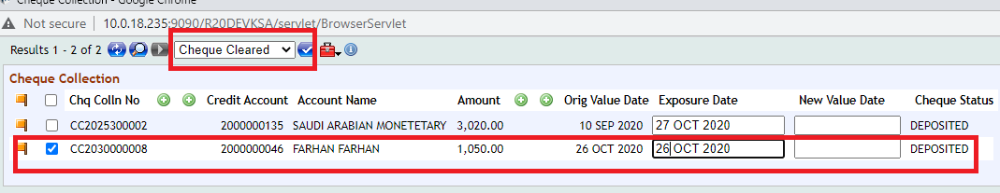 Cheque Collection - Google Chrome
Not secure | 10.0.18.235:9090/R20DEVKSA/servlet/BrowserServlet
Results 1 - 2 of 2 Cheque Cleared
Cheque Collection
Chq Colln No Credit Account Account Name Amount Orig Value Date Exposure Date New Value Date Cheque Status
CC2025300002 2000000135 SAUDI ARABIAN MONETETARY 3,020.00 10 SEP 2020 27 OCT 2020 DEPOSITED
CC2030000008 2000000046 FARHAN FARHAN 1,050.00 26 OCT 2020 26 OCT 2020 DEPOSITED